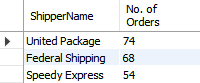 ShipperName No. of Orders
United Package 74
Federal Shipping 68
Speedy Express 54